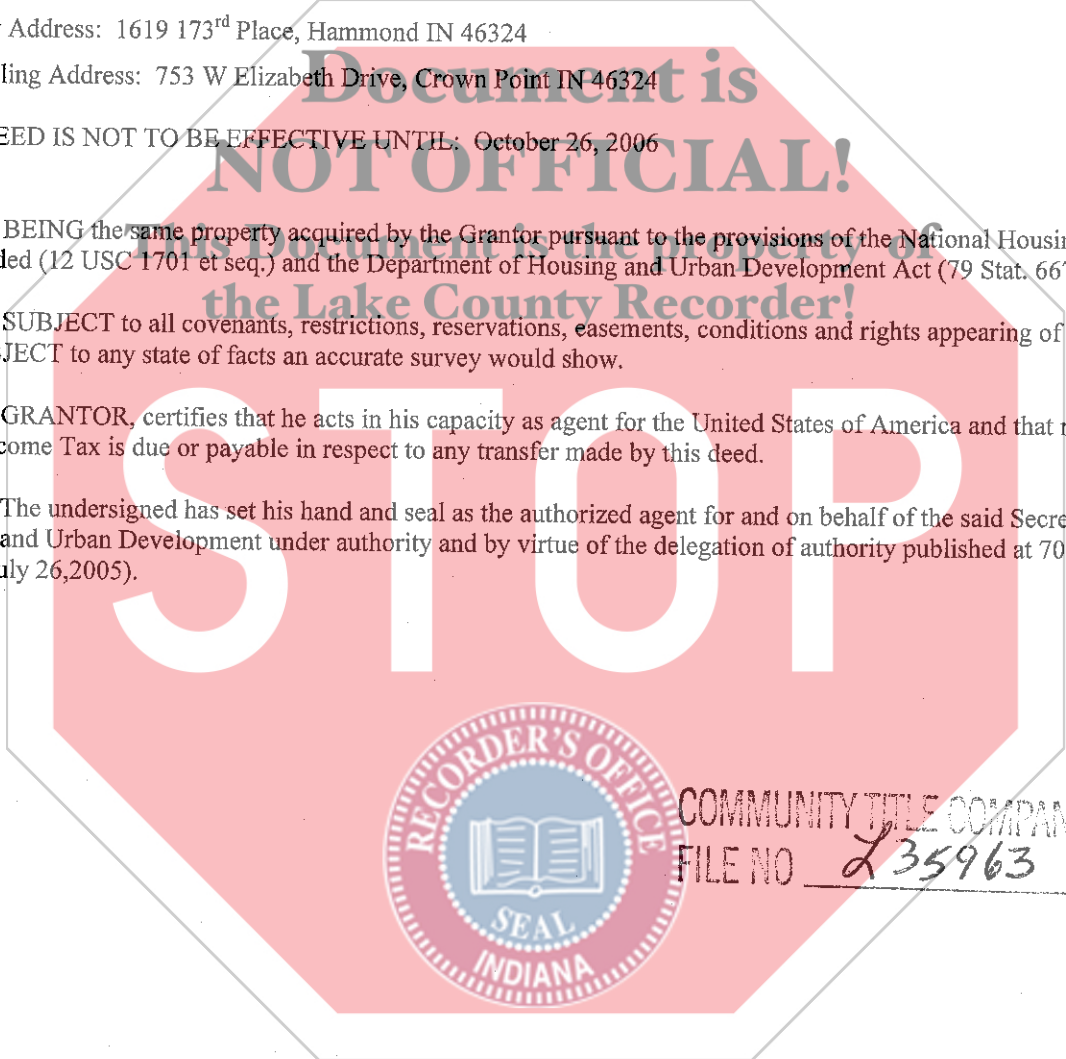 Address: 1619 173rd Place, Hammond IN 46324
ling Address: 753 W Elizabeth Drive, Crown Point IN 46324
EED IS NOT TO BE EFFECTIVE UNTIL: October 26, 2006
BEING the same property acquired by the Grantor pursuant to the provisions of the National Housin
ded (12 USC 1701 et seq.) and the Department of Housing and Urban Development Act (79 Stat. 667
SUBJECT to all covenants, restrictions, reservations, easements, conditions and rights appearing of
JECT to any state of facts an accurate survey would show.
GRANTOR, certifies that he acts in his capacity as agent for the United States of America and that n
come Tax is due or payable in respect to any transfer made by this deed.
The undersigned has set his hand and seal as the authorized agent for and on behalf of the said Secre
and Urban Development under authority and by virtue of the delegation of authority published at 70
uly 26,2005).
Document is
NOT OFFICIAL!
This Document is the property of
the Lake County Recorder!
STOP
RECORDER'S OFFICE
SEAL
INDIANA
COMMUNITY TITLE COMPAN
FILE NO L35963